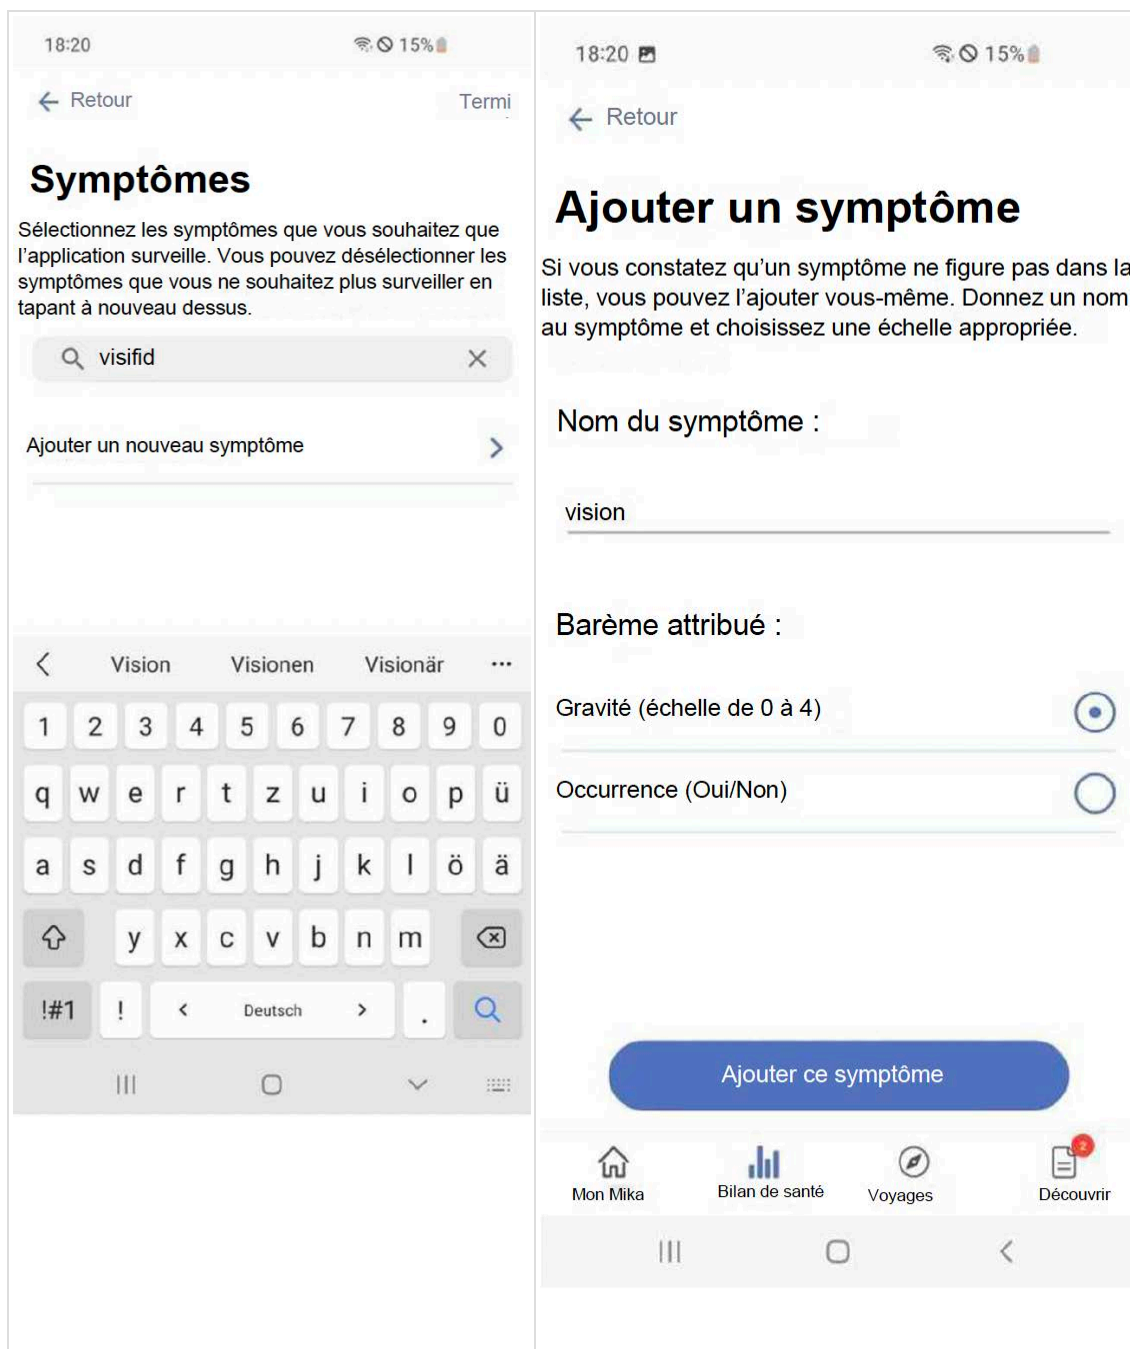 18:20
15%
Retour
Termi
Symptômes
Sélectionnez les symptômes que vous souhaitez que
l'application surveille. Vous pouvez désélectionner les
symptômes que vous ne souhaitez plus surveiller en
tapant à nouveau dessus.
visifid
Ajouter un nouveau symptôme
Vision Visionen Visionär ...
1 2 3 4 5 6 7 8 9 0
q w e r t z u i o p ü
a s d f g h j k l ö ä
y x c v b n m
!#1 ! < Deutsch > .
18:20
15%
Retour
Ajouter un symptôme
Si vous constatez qu'un symptôme ne figure pas dans la
liste, vous pouvez l'ajouter vous-même. Donnez un nom
au symptôme et choisissez une échelle appropriée.
Nom du symptôme :
vision
Barème attribué :
Gravité (échelle de 0 à 4)
Occurrence (Oui/Non)
Ajouter ce symptôme
2
Mon Mika
Bilan de santé
Voyages
Découvrir